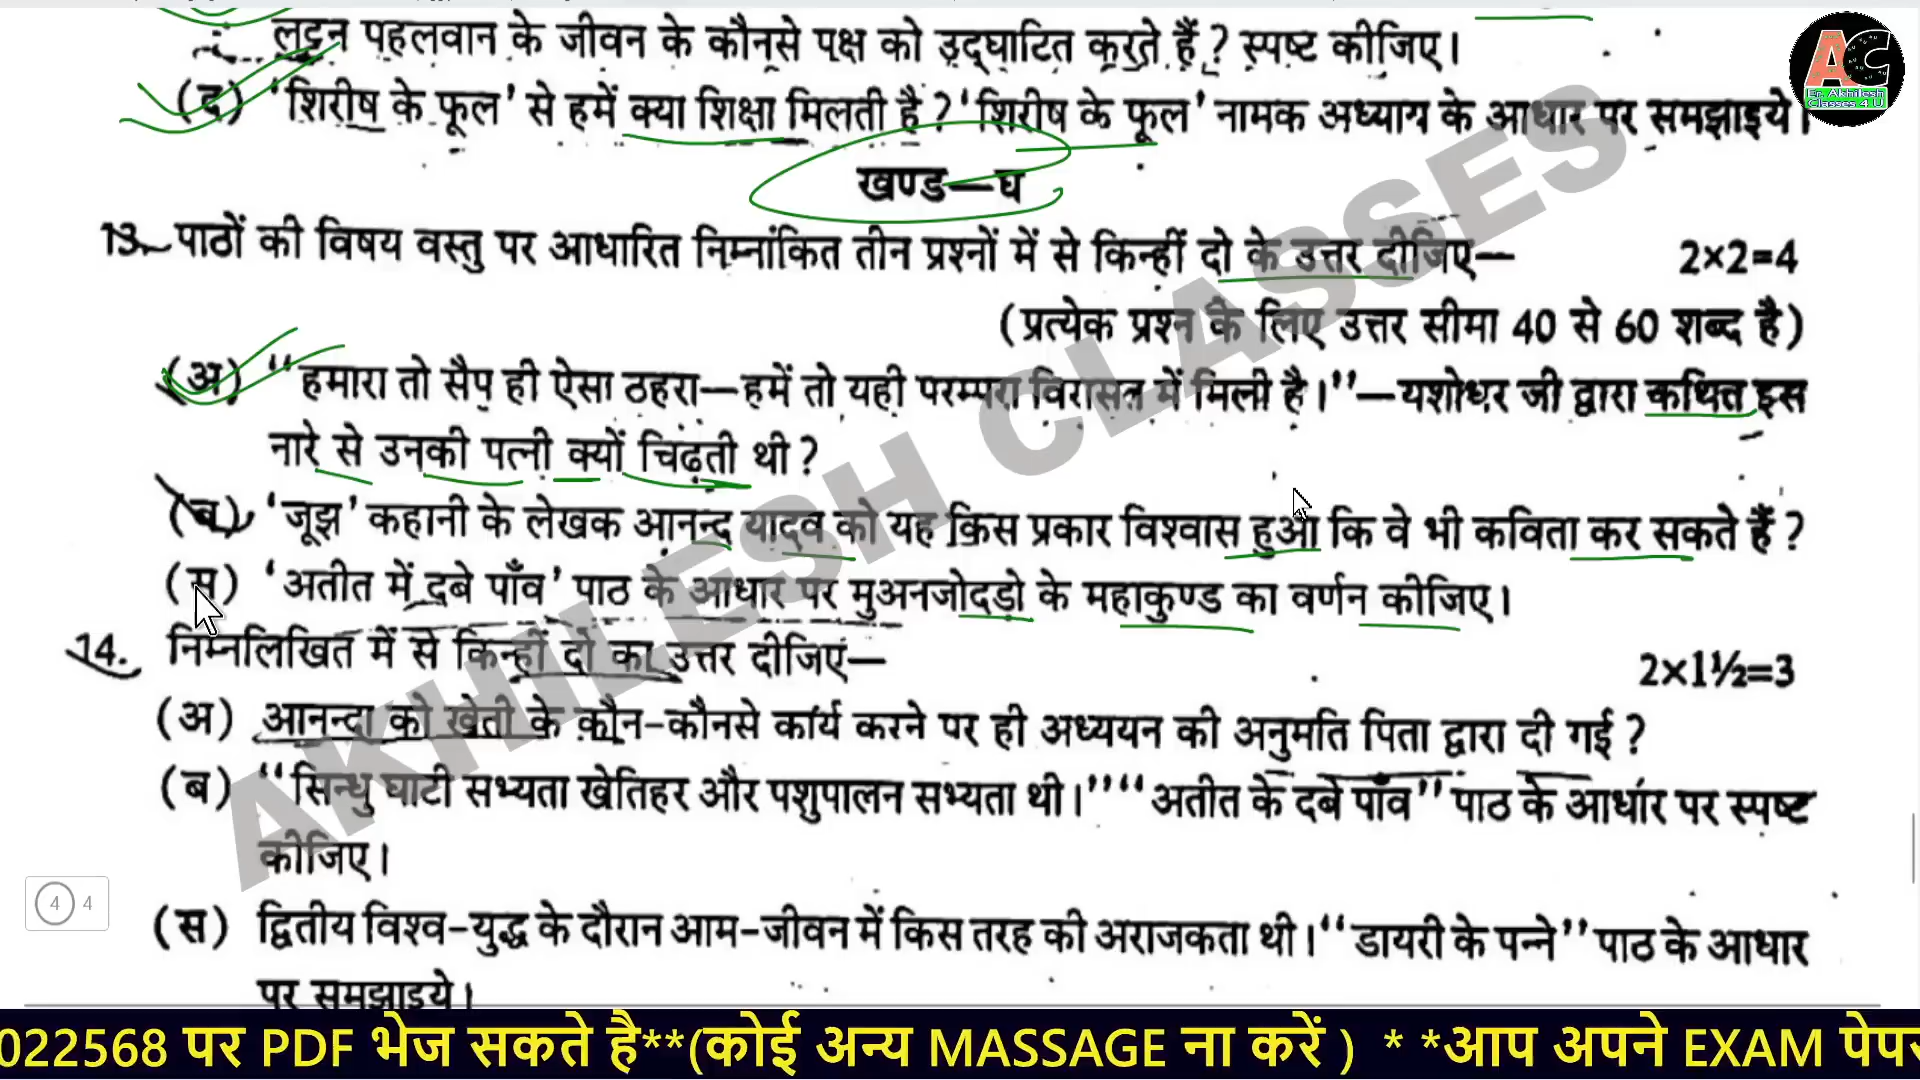 लट्टन पहलवान के जीवन के कौनसे पक्ष को उद्घाटित करते हैं ? स्पष्ट कीजिए।
(द) 'शिरीष के फूल' से हमें क्या शिक्षा मिलती है ? 'शिरीष के फूल' नामक अध्याय के आधार पर समझाइये।
खण्ड—घ
13. पाठों की विषय वस्तु पर आधारित निम्नांकित तीन प्रश्नों में से किन्हीं दो के उत्तर दीजिए— 2×2=4
(प्रत्येक प्रश्न के लिए उत्तर सीमा 40 से 60 शब्द है)
(अ) "हमारा तो सैप ही ऐसा ठहरा—हमें तो यही परम्परा विरासत में मिली है।"—यशोधर जी द्वारा कथित इस
नारे से उनकी पत्नी क्यों चिढ़ती थी ?
(ब) 'जूझ' कहानी के लेखक आनन्द यादव को यह किस प्रकार विश्वास हुआ कि वे भी कविता कर सकते हैं ?
(स) 'अतीत में दबे पाँव' पाठ के आधार पर मुअनजोदड़ो के महाकुण्ड का वर्णन कीजिए।
14. निम्नलिखित में से किन्हीं दो का उत्तर दीजिए— 2×1½=3
(अ) आनन्दा को खेती के कौन-कौनसे कार्य करने पर ही अध्ययन की अनुमति पिता द्वारा दी गई ?
(ब) "सिन्धु घाटी सभ्यता खेतिहर और पशुपालन सभ्यता थी।" "अतीत के दबे पाँव" पाठ के आधार पर स्पष्ट
कीजिए।
(स) द्वितीय विश्व-युद्ध के दौरान आम-जीवन में किस तरह की अराजकता थी। "डायरी के पन्ने" पाठ के आधार
पर समझाइये।
AKHILESH CLASSES
AC
Er. Akhilesh
Classes 4 U
4 4
022568 पर PDF भेज सकते है**(कोई अन्य MASSAGE ना करें ) * *आप अपने EXAM पेपर